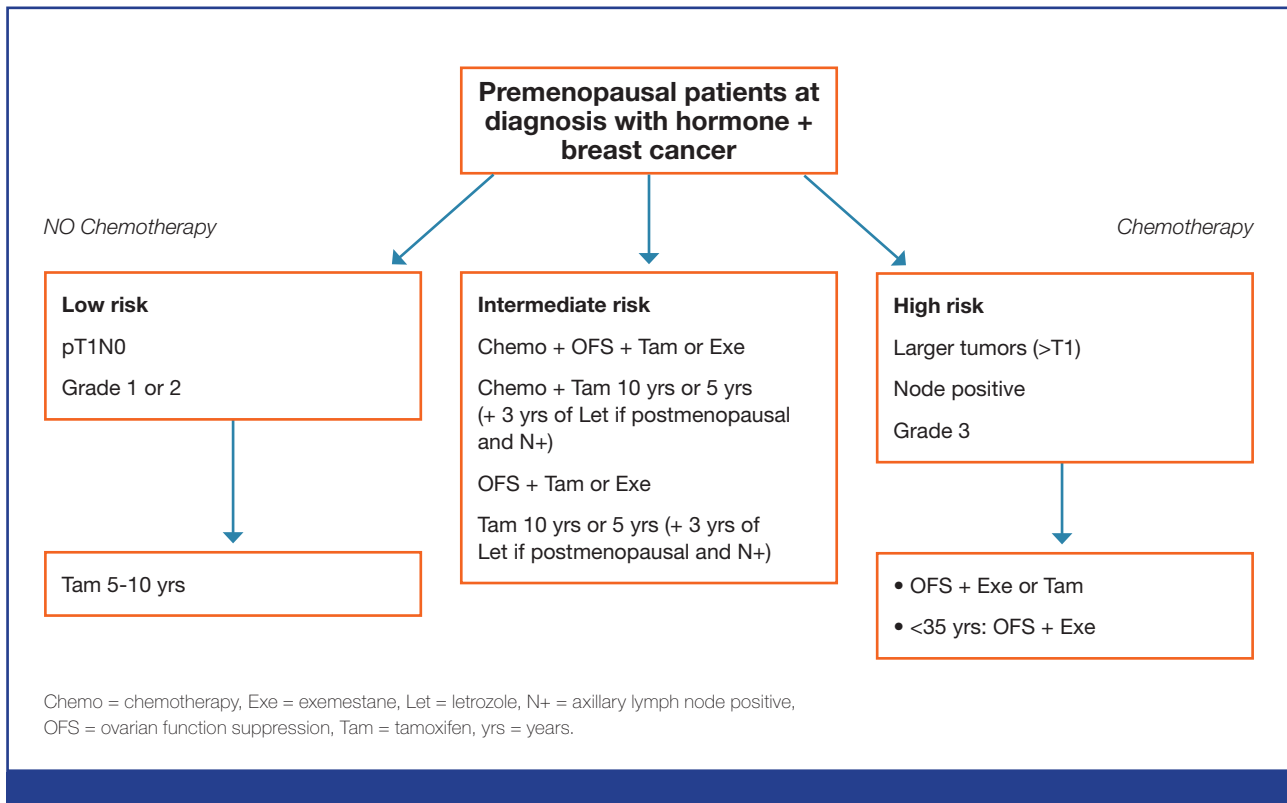 Premenopausal patients at
diagnosis with hormone +
breast cancer
NO Chemotherapy
Chemotherapy
Low risk
pT1N0
Grade 1 or 2
Tam 5-10 yrs
Intermediate risk
Chemo + OFS + Tam or Exe
Chemo + Tam 10 yrs or 5 yrs
(+ 3 yrs of Let if postmenopausal
and N+)
OFS + Tam or Exe
Tam 10 yrs or 5 yrs (+ 3 yrs of
Let if postmenopausal and N+)
High risk
Larger tumors (>T1)
Node positive
Grade 3
• OFS + Exe or Tam
• <35 yrs: OFS + Exe
Chemo = chemotherapy, Exe = exemestane, Let = letrozole, N+ = axillary lymph node positive,
OFS = ovarian function suppression, Tam = tamoxifen, yrs = years.